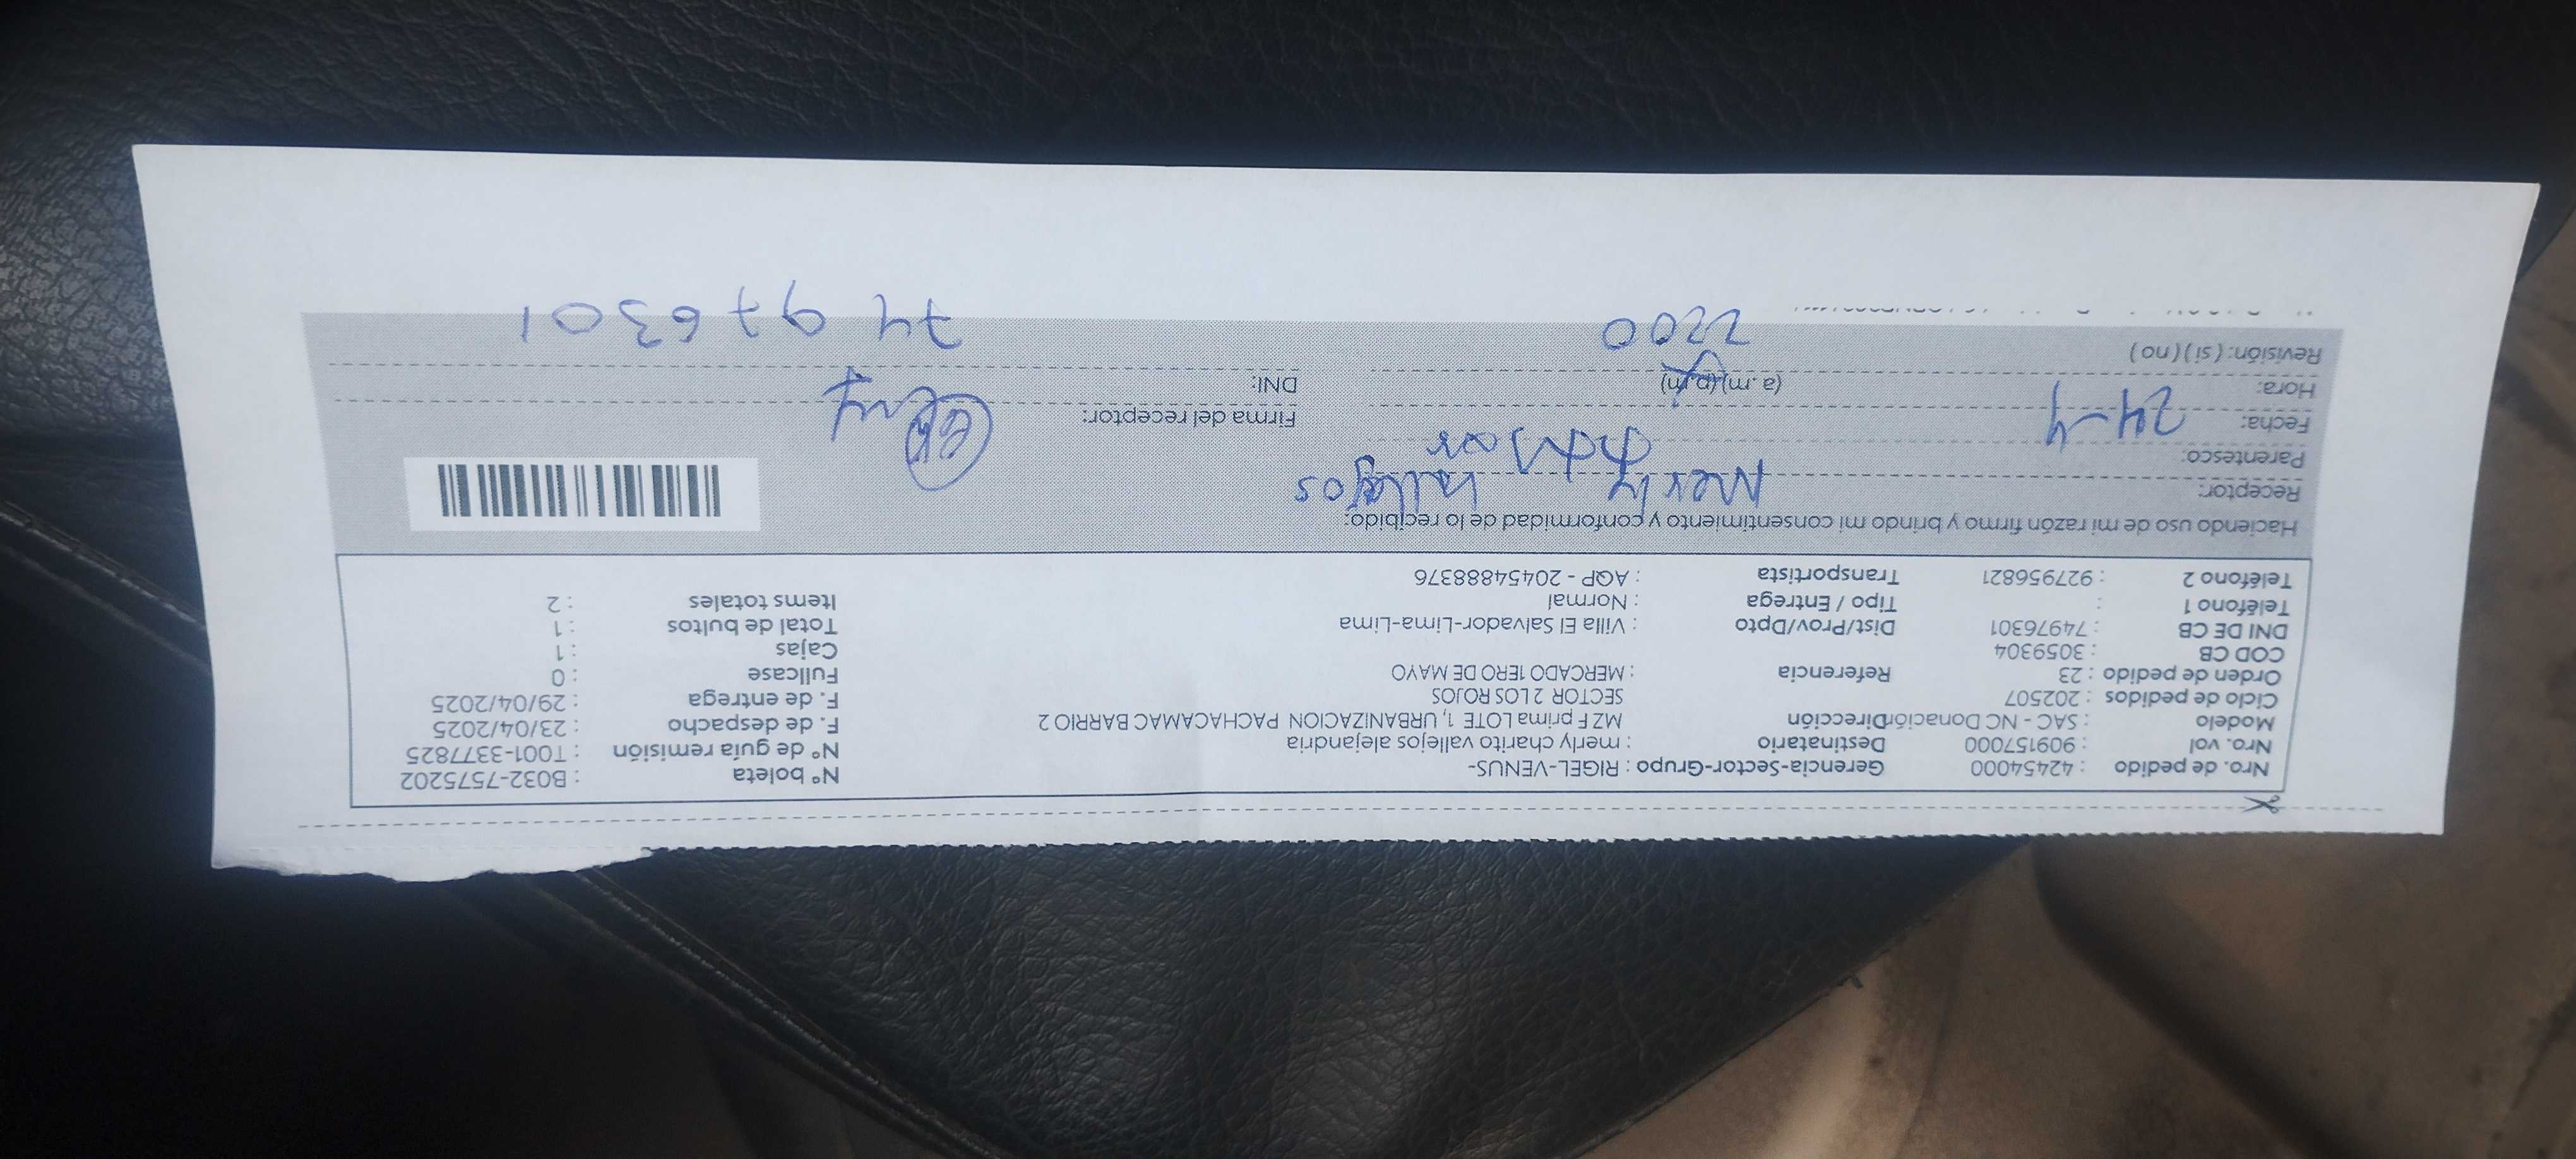 Nro. de pedido : 42454000 Gerencia-Sector-Grupo : RIGEL-VENUS- N° boleta : B032-7575202
Nro. vol : 909157000 Destinatario : merly charito vallejos alejandria N° de guía remisión : T001-3377825
Modelo : SAC - NC Donación Dirección MZ F prima LOTE 1, URBANIZACION PACHACAMAC BARRIO 2 F. de despacho : 23/04/2025
Ciclo de pedidos : 202507 SECTOR 2 LOS ROJOS F. de entrega : 29/04/2025
Orden de pedido : 23 Referencia : MERCADO 1ERO DE MAYO Fullcase : 0
COD CB : 3059304 Cajas : 1
DNI DE CB : 74976301 Dist/Prov/Dpto : Villa El Salvador-Lima-Lima Total de bultos : 1
Teléfono 1 : Tipo / Entrega : Normal Items totales : 2
Teléfono 2 : 927956821 Transportista : AQP - 20454888376
Haciendo uso de mi razón firmo y brindo mi consentimiento y conformidad de lo recibido:
Receptor: Merly Vallejos
Parentesco:
Fecha: 24-4 Firma del receptor:
Hora: (a.m) (p.m) DNI:
Revisión: (si) (no) 2200 74976301